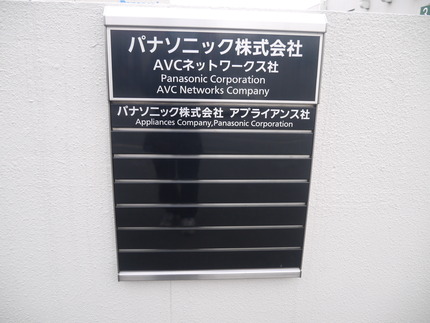 パナソニック株式会社
AVCネットワークス社
Panasonic Corporation
AVC Networks Company
パナソニック株式会社 アプライアンス社
Appliances Company,Panasonic Corporation